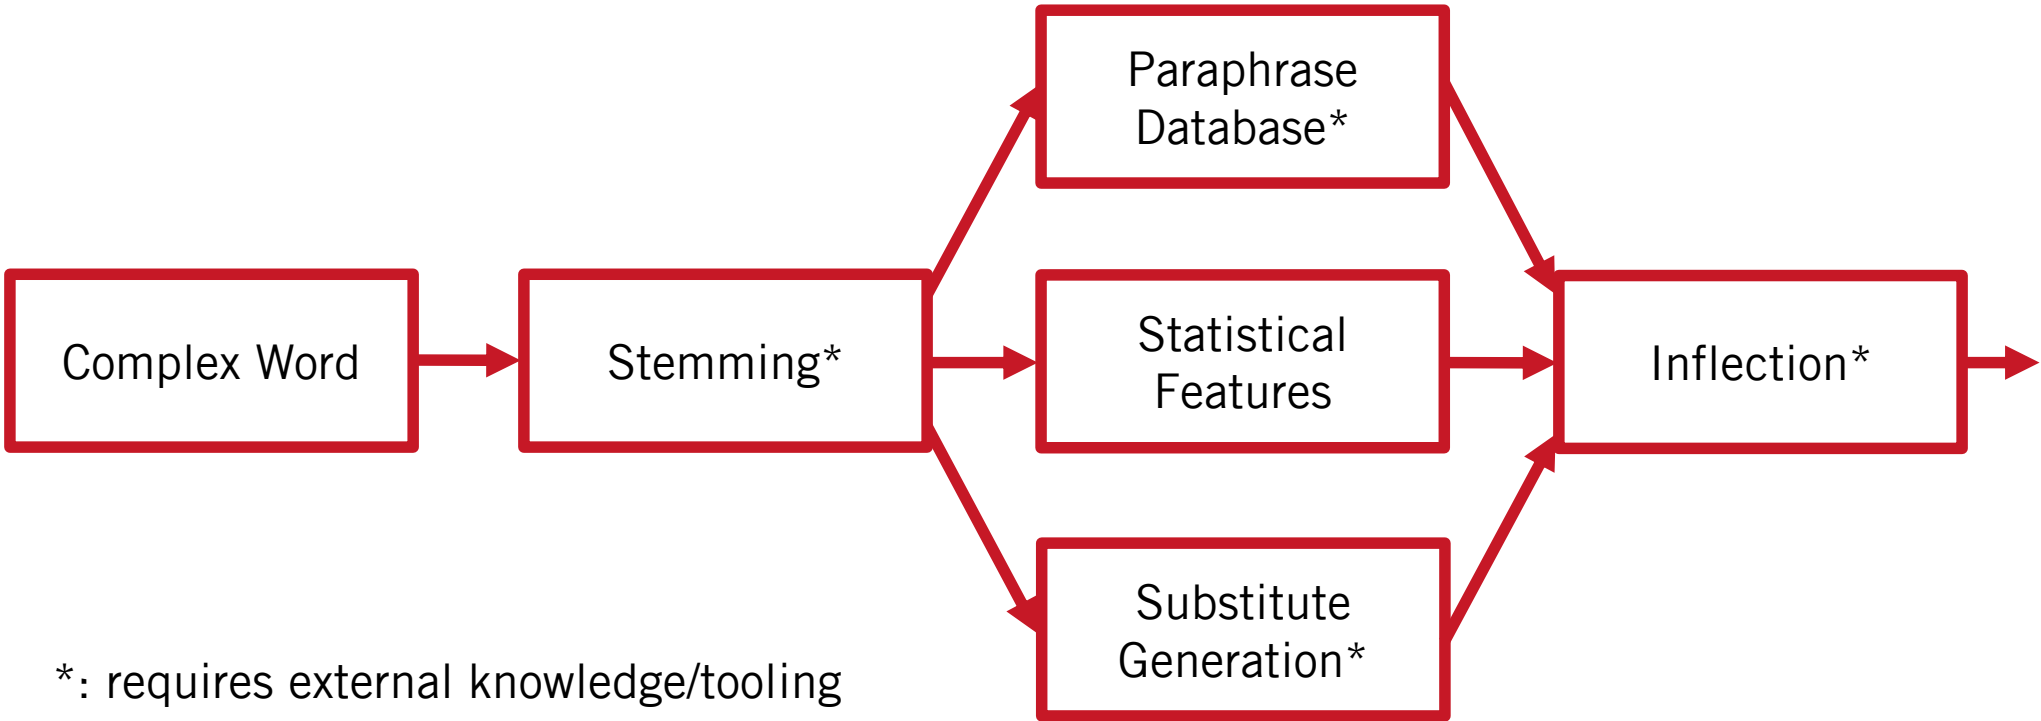 Complex Word
Stemming*
Paraphrase
Database*
Statistical
Features
Substitute
Generation*
Inflection*
*: requires external knowledge/tooling